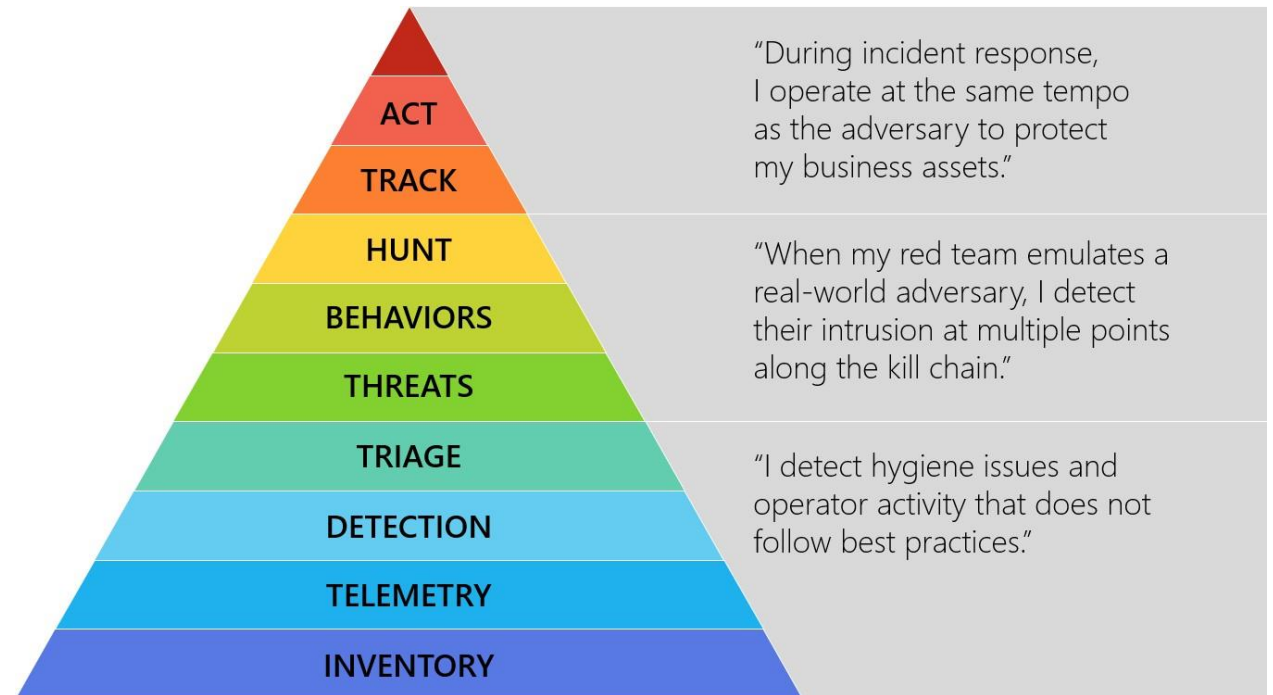 ACT
TRACK
HUNT
BEHAVIORS
THREATS
TRIAGE
DETECTION
TELEMETRY
INVENTORY
“During incident response,
I operate at the same tempo
as the adversary to protect
my business assets.”
“When my red team emulates a
real-world adversary, I detect
their intrusion at multiple points
along the kill chain.”
“I detect hygiene issues and
operator activity that does not
follow best practices.”